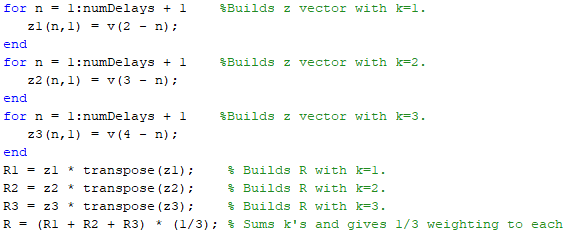 for n = 1:numDelays + 1    %Builds z vector with k=1.
   z1(n,1) = v(2 - n);
end
for n = 1:numDelays + 1    %Builds z vector with k=2.
   z2(n,1) = v(3 - n);
end
for n = 1:numDelays + 1    %Builds z vector with k=3.
   z3(n,1) = v(4 - n);
end
R1 = z1 * transpose(z1);    % Builds R with k=1.
R2 = z2 * transpose(z2);    % Builds R with k=2.
R3 = z3 * transpose(z3);    % Builds R with k=3.
R = (R1 + R2 + R3) * (1/3); % Sums k's and gives 1/3 weighting to each